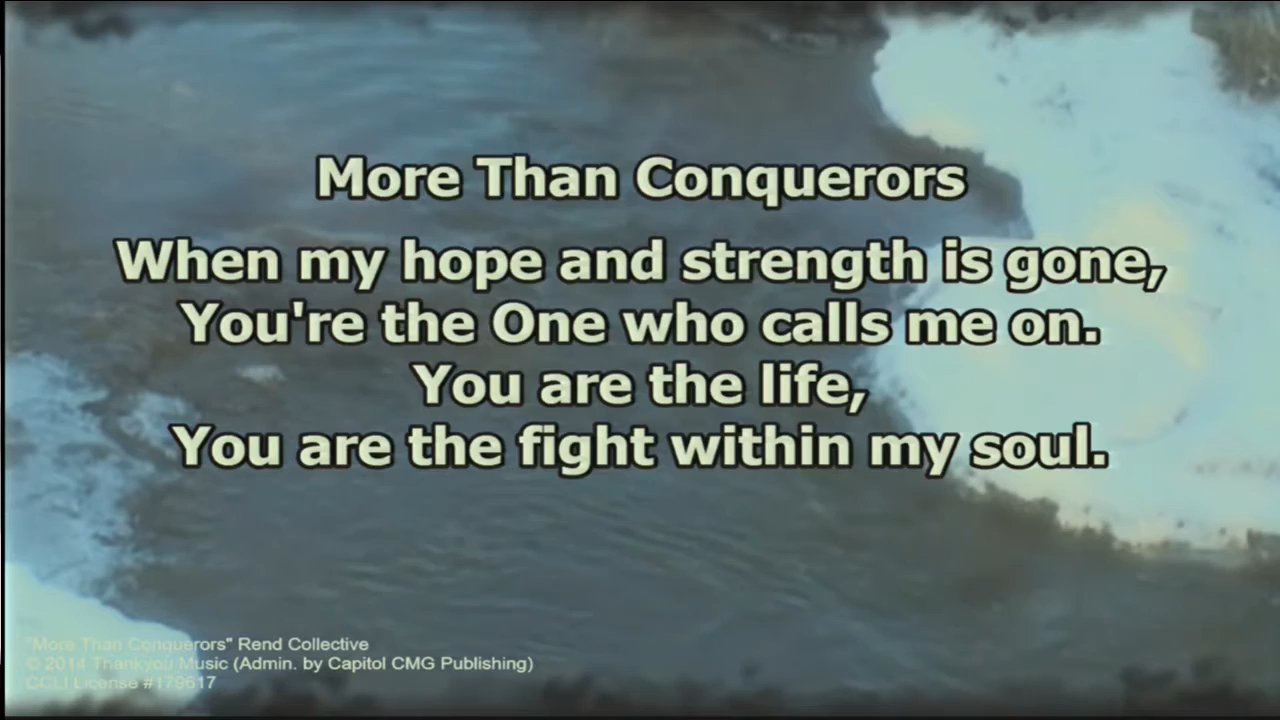 More Than Conquerors
When my hope and strength is gone,
You're the One who calls me on.
You are the life,
You are the fight within my soul.
"More Than Conquerors" Rend Collective
© 2014 Thankyou Music (Admin. by Capitol CMG Publishing)
CCLI License #179617